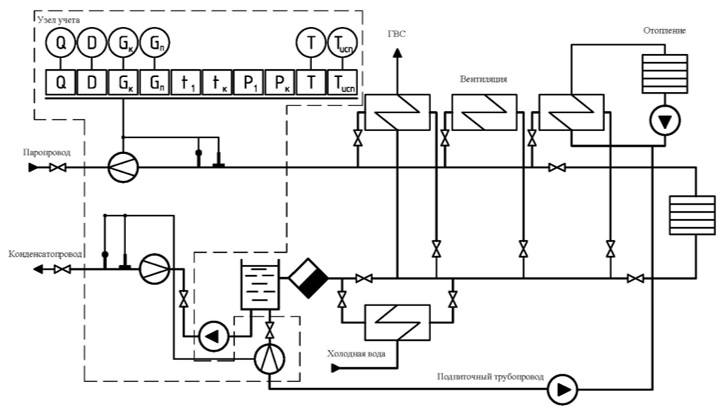 Узел учета
Q D Gк Gп T Tисп
Q D Gк Gп t1 tк P1 Pк T Tисп
ГВС
Отопление
Вентиляция
Паропровод
Конденсатопровод
Холодная вода
Подпиточный трубопровод